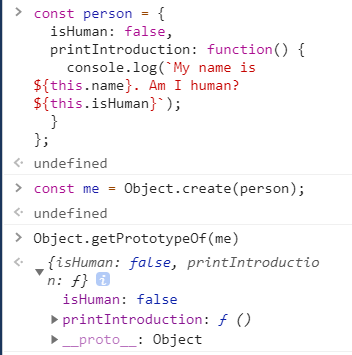 > const person = {
isHuman: false,
printIntroduction: function() {
console.log(`My name is
${this.name}. Am I human?
${this.isHuman}`);
}
};
undefined
> const me = Object.create(person);
undefined
> Object.getPrototypeOf(me)
{isHuman: false, printIntroductio
n: ƒ} i
isHuman: false
printIntroduction: ƒ ()
__proto__: Object